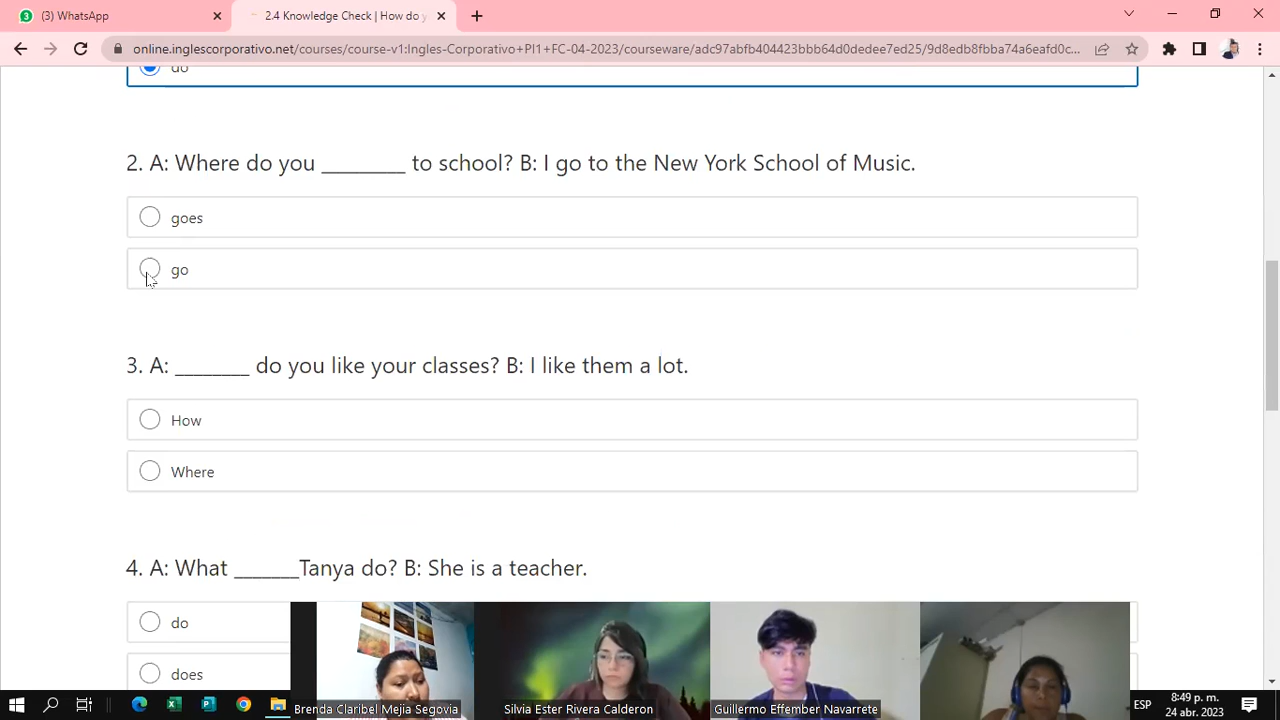 (3) WhatsApp
2.4 Knowledge Check | How do y
online.inglescorporativo.net/courses/course-v1:Ingles-Corporativo+PI1+FC-04-2023/courseware/adc97abfb404423bbb64d0dedee7ed25/9d8edb8fbba74a6eafd0c...
do
2. A: Where do you _________ to school? B: I go to the New York School of Music.
goes
go
3. A: ________ do you like your classes? B: I like them a lot.
How
Where
4. A: What _______Tanya do? B: She is a teacher.
do
does
Brenda Claribel Mejia Segovia
Silvia Ester Rivera Calderon
Guillermo Effember Navarrete
ESP
8:49 p. m.
24 abr. 2023